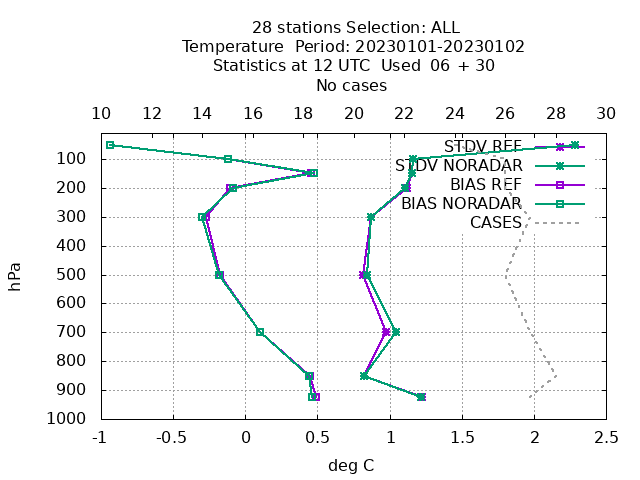 28 stations Selection: ALL
Temperature  Period: 20230101-20230102
Statistics at 12 UTC  Used  06 + 30
No cases
10 12 14 16 18 20 22 24 26 28 30
STDV REF
STDV NORADAR
BIAS REF
BIAS NORADAR
CASES
100
200
300
400
500
600
700
800
900
1000
hPa
-1 -0.5 0 0.5 1 1.5 2 2.5
deg C